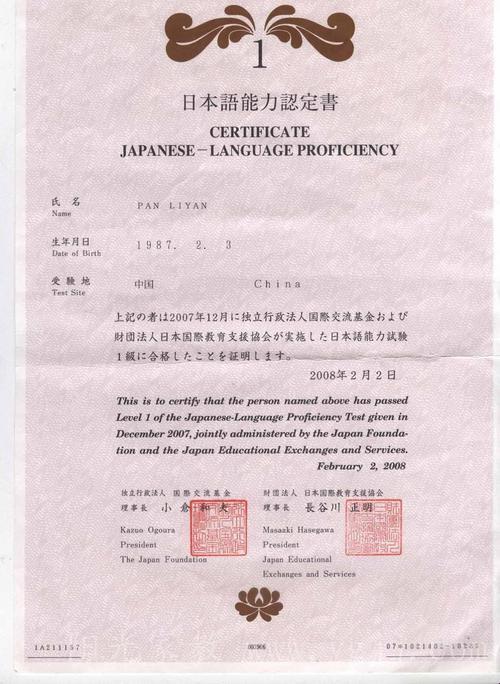 1
日本語能力認定書
CERTIFICATE
JAPANESE－LANGUAGE PROFICIENCY
氏 名 PAN LIYAN
Name
生年月日 1987. 2. 3
Date of Birth
受験地 中国 China
Test Site
上記の者は2007年12月に独立行政法人国際交流基金および
財団法人日本国際教育支援協会が実施した日本語能力試験
1級に合格したことを証明します。
2008年2月2日
This is to certify that the person named above has passed
Level 1 of the Japanese-Language Proficiency Test given in
December 2007, jointly administered by the Japan Founda-
tion and the Japan Educational Exchanges and Services.
February 2, 2008
独立行政法人 国際交流基金
理事長 小倉和夫
Kazuo Ogoura
President
The Japan Foundation
財団法人 日本国際教育支援協会
理事長 長谷川 正明
Masaaki Hasegawa
President
Japan Educational
Exchanges and Services
1A211157